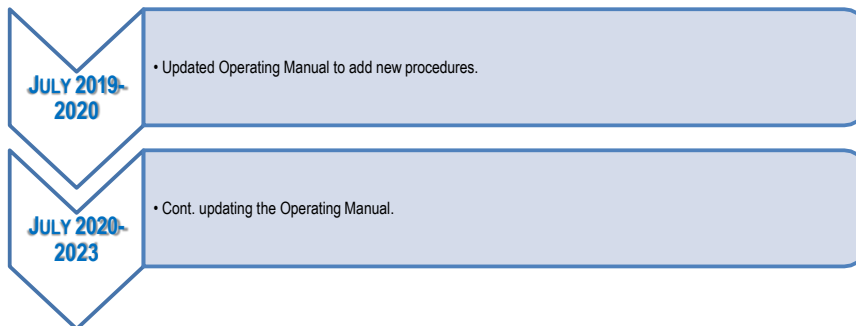 JULY 2019-
2020
• Updated Operating Manual to add new procedures.
JULY 2020-
2023
• Cont. updating the Operating Manual.